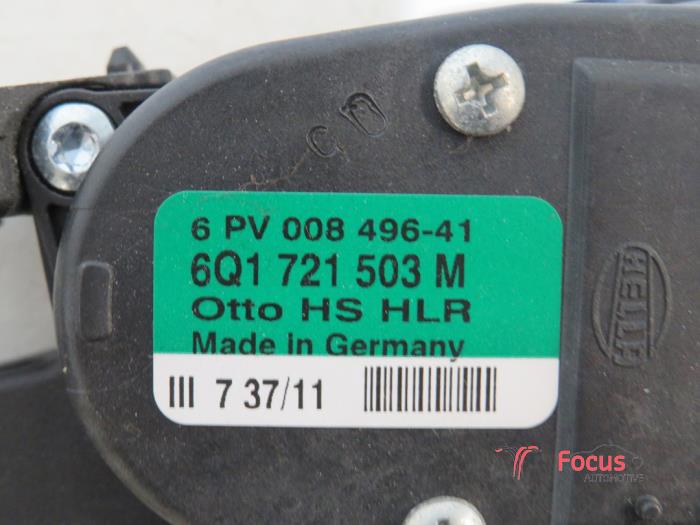 6 PV 008 496-41
6Q1 721 503 M
Otto HS HLR
Made in Germany
III 7 37/11
HELLA
Focus
AUTOMOTIVE